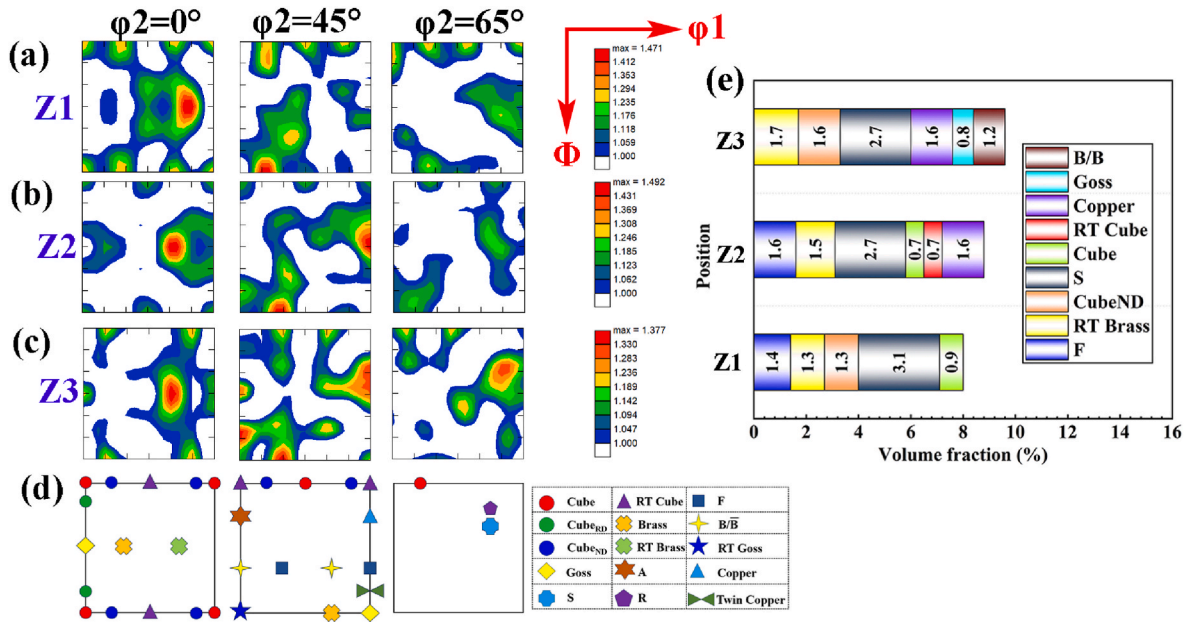 φ2=0° φ2=45° φ2=65°
φ1
Φ
(a)
Z1
max = 1.471
1.412
1.353
1.294
1.235
1.176
1.118
1.059
1.000
(b)
Z2
max = 1.492
1.431
1.369
1.308
1.246
1.185
1.123
1.062
1.000
(c)
Z3
max = 1.377
1.330
1.283
1.236
1.189
1.142
1.094
1.047
1.000
(d)
Cube RT Cube F
CubeRD Brass B/B̅
CubeND RT Brass RT Goss
Goss A Copper
S R Twin Copper
(e)
Position
Z3
1.7 1.6 2.7 1.6 0.8 1.2
Z2
1.6 1.5 2.7 0.7 0.7 1.6
Z1
1.4 1.3 1.3 3.1 0.9
B/B
Goss
Copper
RT Cube
Cube
S
CubeND
RT Brass
F
0 2 4 6 8 10 12 14 16
Volume fraction (%)